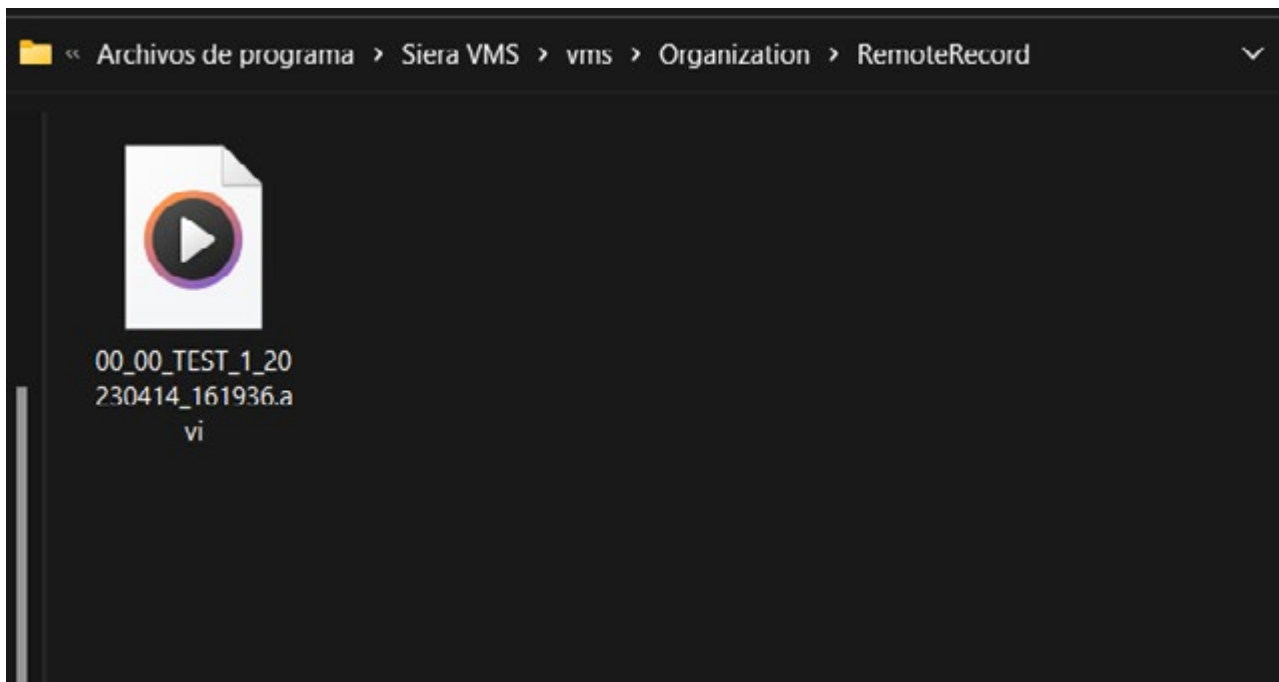 « Archivos de programa > Siera VMS > vms > Organization > RemoteRecord
00_00_TEST_1_20
230414_161936.a
vi